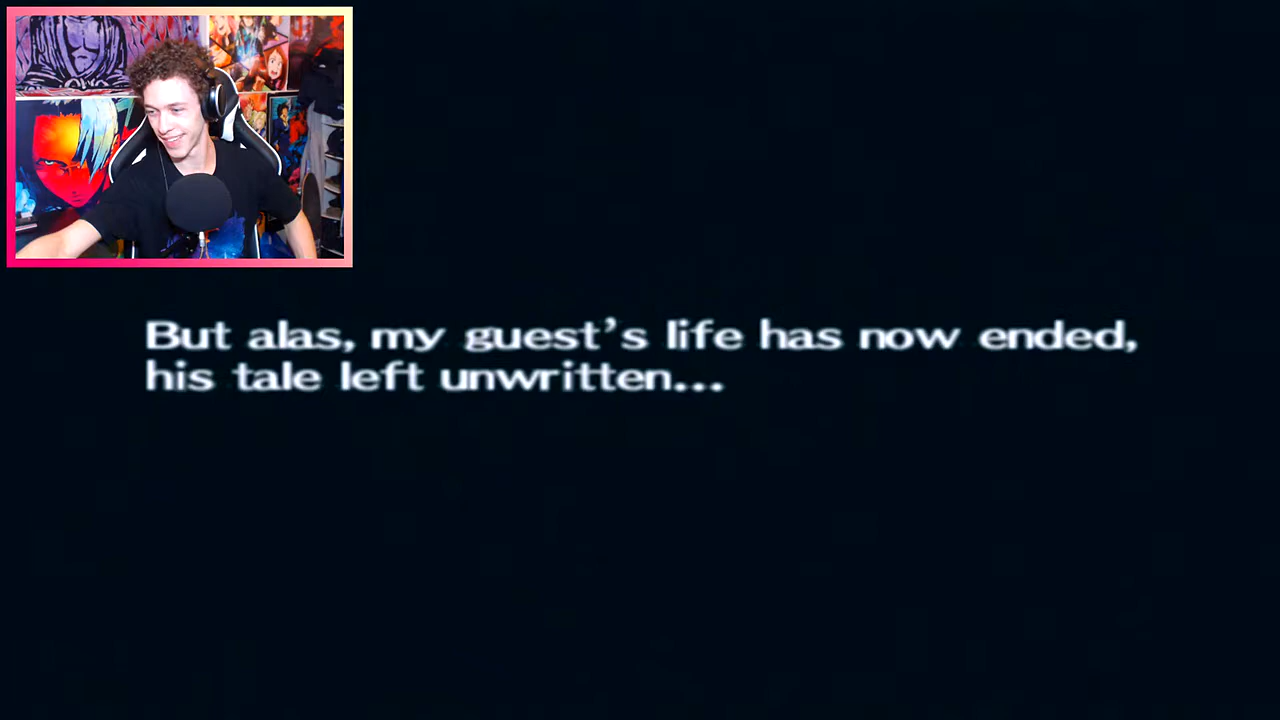 But alas, my guest’s life has now ended,
his tale left unwritten...